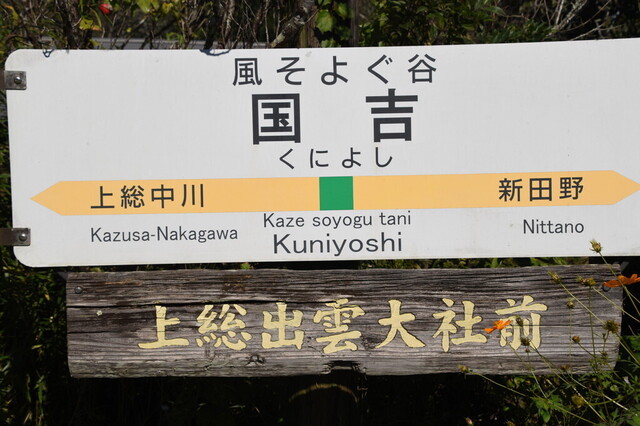 風そよぐ谷
国吉
くによし
上総中川 新田野
Kazusa-Nakagawa Kaze soyogu tani Nittano
Kuniyoshi
上総出雲大社前